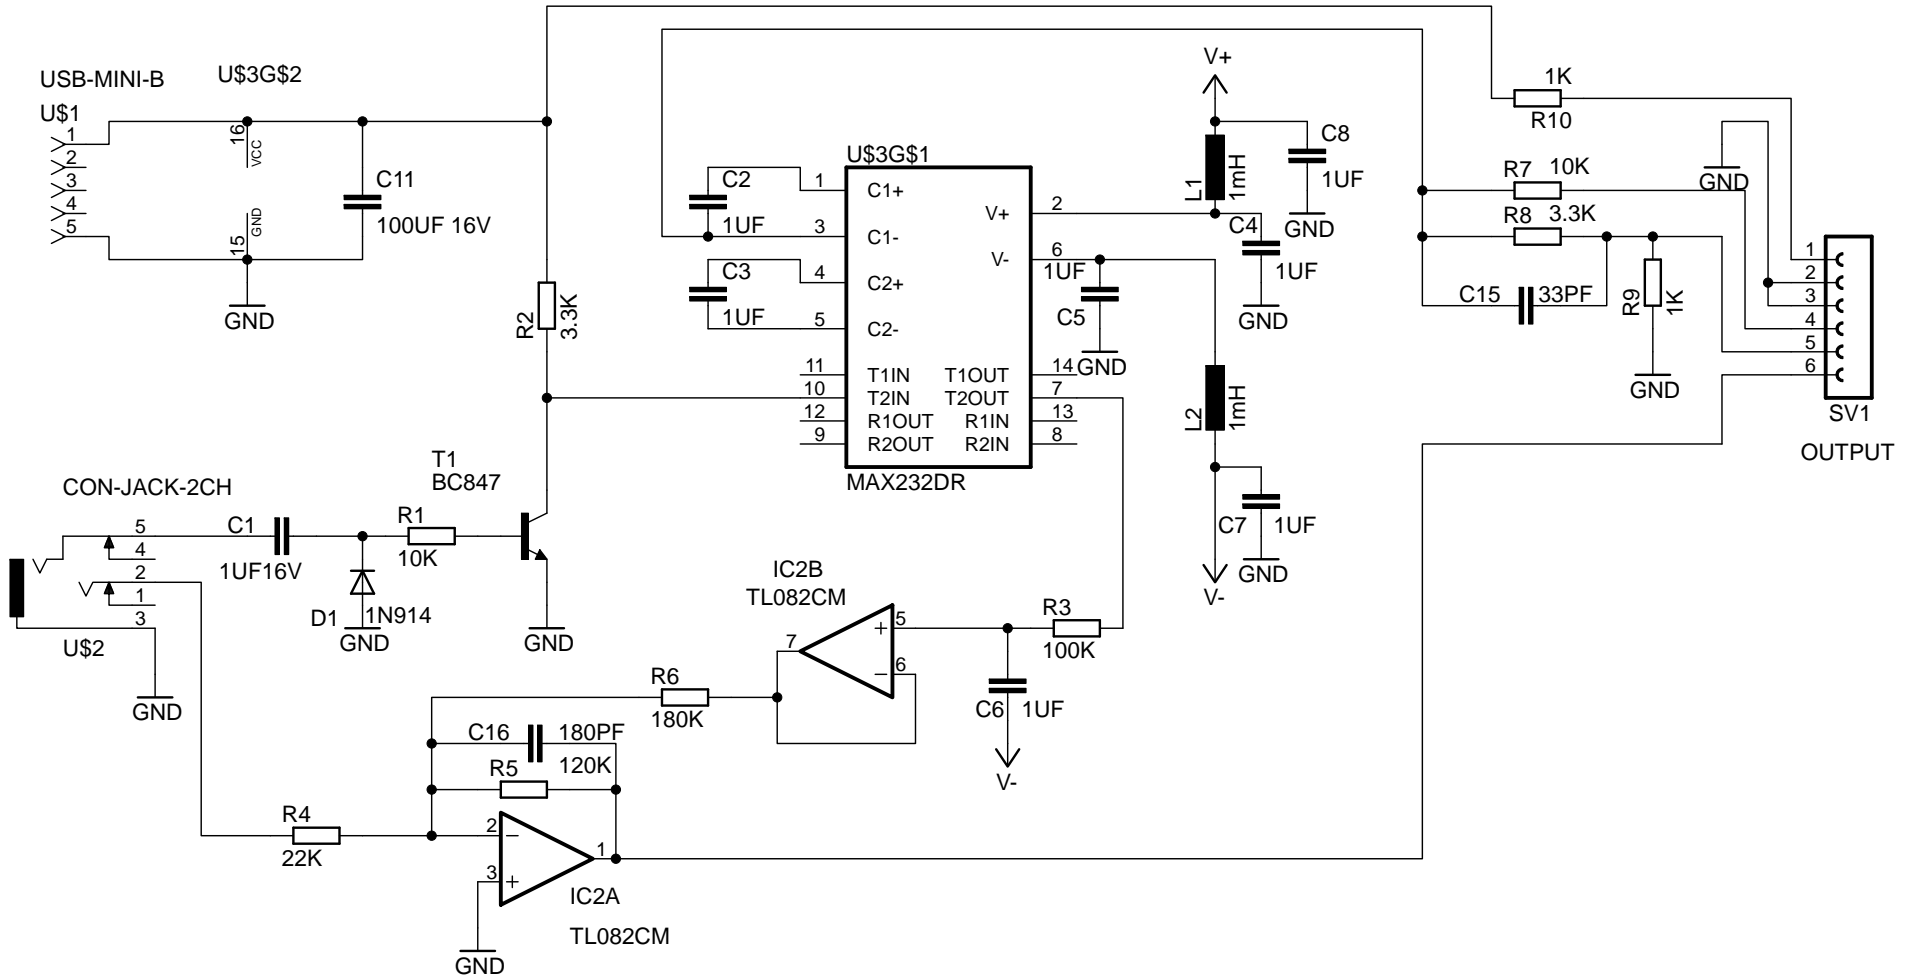 USB-MINI-B
U$3G$2
U$1
1
2
3
4
5
16
VCC
15
GND
GND
C11
100UF 16V
R2
3.3K
CON-JACK-2CH
5
4
2
1
3
U$2
GND
C1
1UF16V
D1
1N914
GND
R1
10K
T1
BC847
GND
C2
1UF
C3
1UF
U$3G$1
1 C1+
3 C1-
4 C2+
5 C2-
11 T1IN
10 T2IN
12 R1OUT
9 R2OUT
V+ 2
V- 6
T1OUT 14
T2OUT 7
R1IN 13
R2IN 8
MAX232DR
V+
L1
1mH
C8
1UF
GND
C4
1UF
GND
1UF
C5
GND
L2
1mH
C7
1UF
GND
V-
IC2B
TL082CM
7
+ 5
– 6
R3
100K
C6
1UF
V-
R6
180K
C16
180PF
R5
120K
R4
22K
2 –
3 +
1
IC2A
TL082CM
GND
1K
R10
GND
R7 10K
R8 3.3K
C15
33PF
R9
1K
GND
1
2
3
4
5
6
SV1
OUTPUT